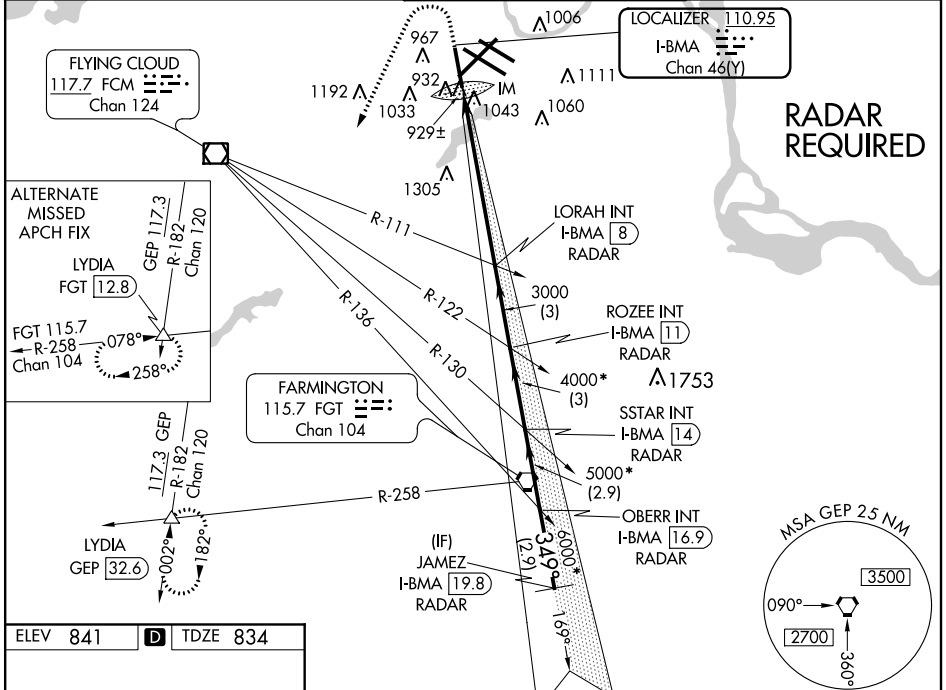 FLYING CLOUD
117.7 FCM
Chan 124
967
932
1192
1033
929±
1305
1006
IM
1043
1060
1111
LOCALIZER 110.95
I-BMA
Chan 46(Y)
RADAR
REQUIRED
ALTERNATE
MISSED
APCH FIX
GEP 117.3
R-182
Chan 120
LYDIA
FGT 12.8
FGT 115.7
R-258
Chan 104
078°
258°
R-111
R-122
R-130
R-136
LORAH INT
I-BMA 8
RADAR
3000
(3)
ROZEE INT
I-BMA 11
RADAR
4000*
(3)
1753
SSTAR INT
I-BMA 14
RADAR
5000*
(2.9)
OBERR INT
I-BMA 16.9
RADAR
FARMINGTON
115.7 FGT
Chan 104
117.3 GEP
R-182
Chan 120
R-258
LYDIA
GEP 32.6
002°
182°
(IF)
JAMEZ
I-BMA 19.8
RADAR
6000*
(2.9)
349°
169°
MSA GEP 25 NM
3500
090°
2700
360°
ELEV 841 D TDZE 834